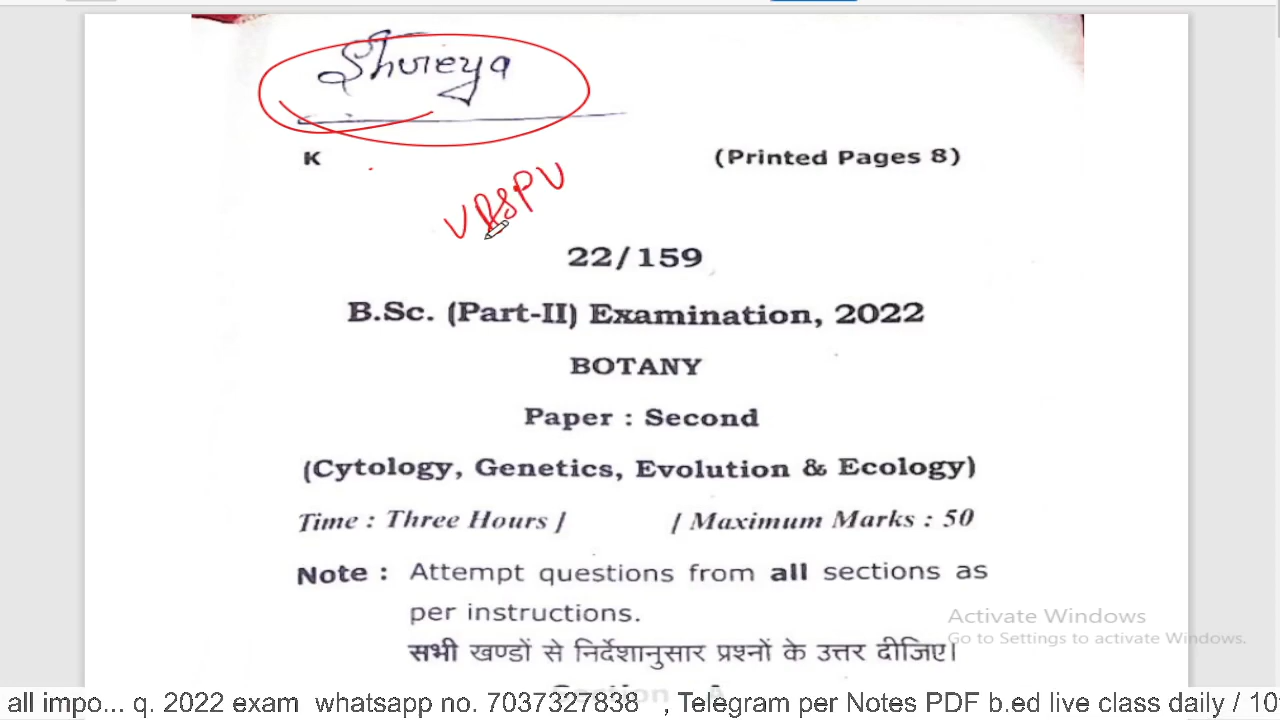 Shreya
K (Printed Pages 8)
VBSPU
22/159
B.Sc. (Part-II) Examination, 2022
BOTANY
Paper : Second
(Cytology, Genetics, Evolution & Ecology)
Time : Three Hours ] [ Maximum Marks : 50
Note : Attempt questions from all sections as
per instructions.
सभी खण्डों से निर्देशानुसार प्रश्नों के उत्तर दीजिए।
Activate Windows
Go to Settings to activate Windows.
all impo... q. 2022 exam whatsapp no. 7037327838 , Telegram per Notes PDF b.ed live class daily / 10